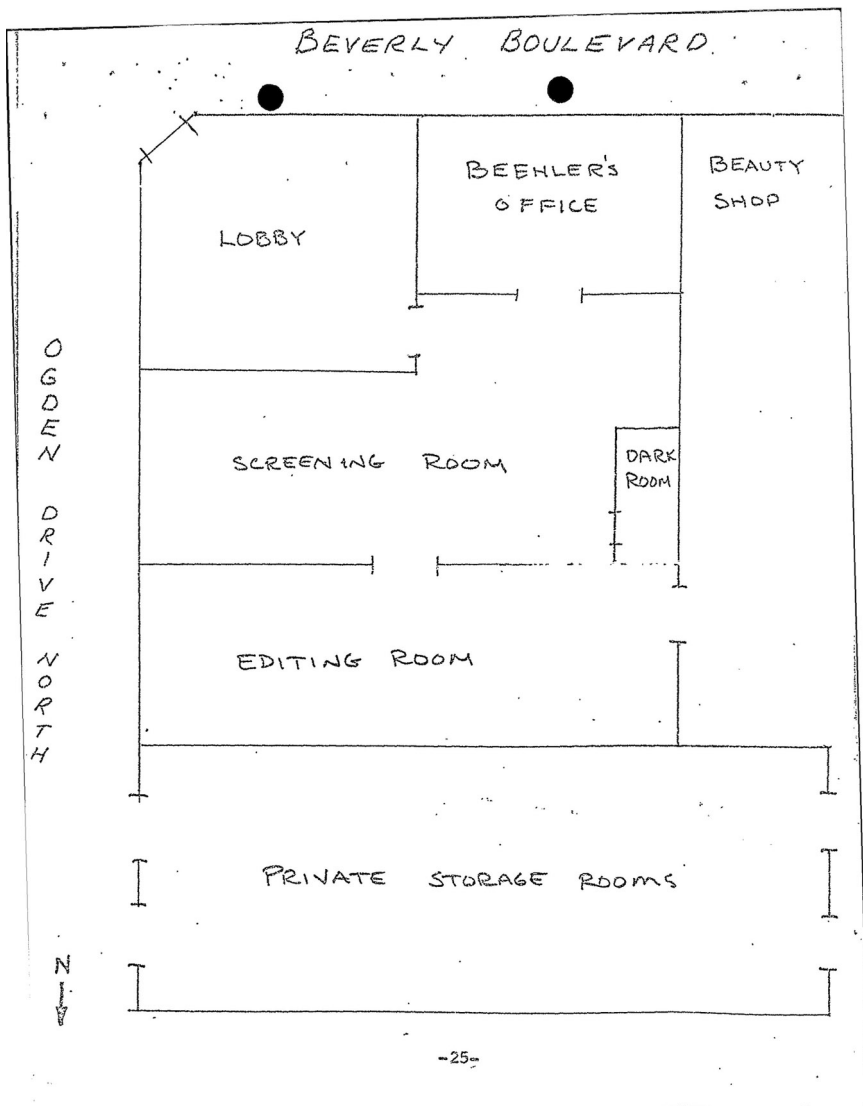 BEVERLY BOULEVARD
BEEHLER'S
OFFICE
BEAUTY
SHOP
LOBBY
OGDEN DRIVE NORTH
SCREENING ROOM
DARK
ROOM
EDITING ROOM
PRIVATE STORAGE ROOMS
N
-25-